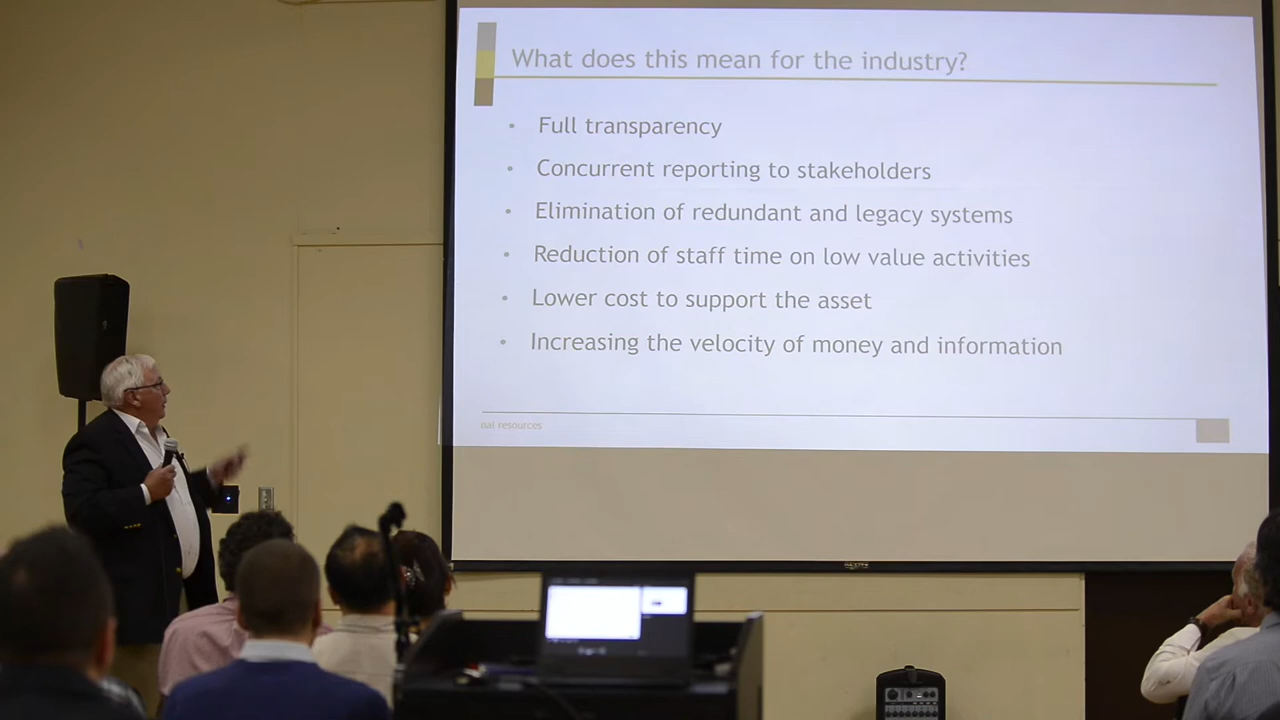 What does this mean for the industry?
• Full transparency
• Concurrent reporting to stakeholders
• Elimination of redundant and legacy systems
• Reduction of staff time on low value activities
• Lower cost to support the asset
• Increasing the velocity of money and information
nal resources